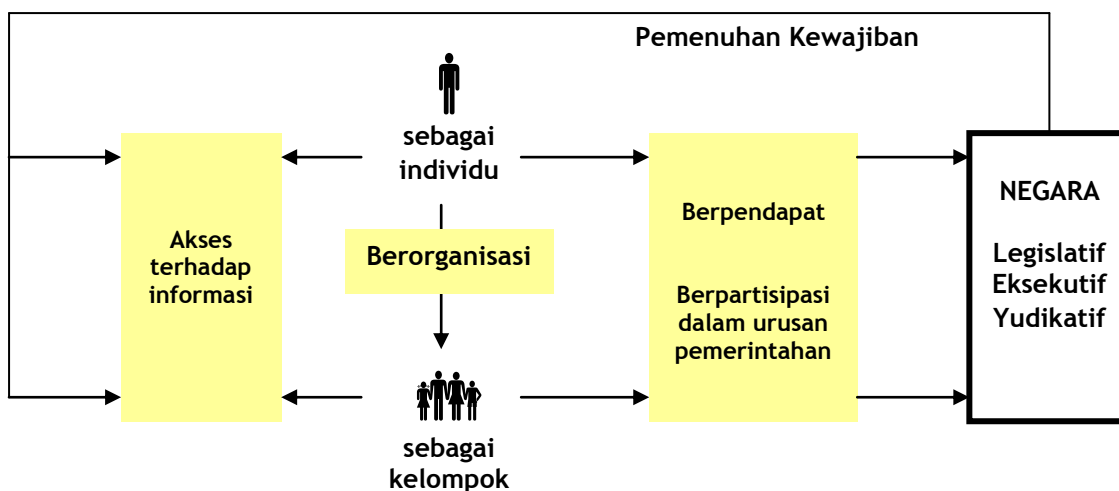 Pemenuhan Kewajiban
sebagai
individu
Akses
terhadap
informasi
Berorganisasi
sebagai
kelompok
Berpendapat
Berpartisipasi
dalam urusan
pemerintahan
NEGARA
Legislatif
Eksekutif
Yudikatif